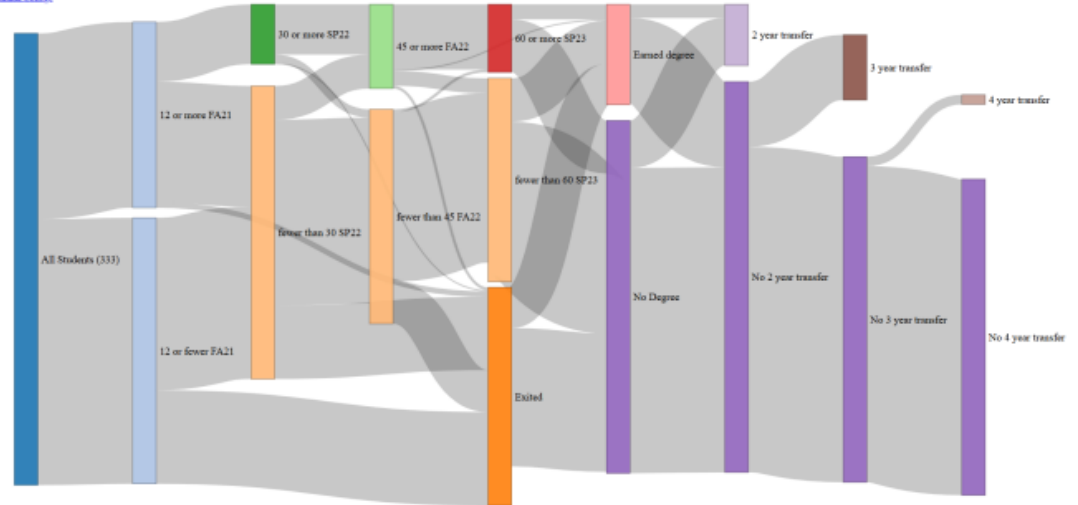 All Students (333)
12 or more FA21
12 or fewer FA21
30 or more SP22
fewer than 30 SP22
45 or more FA22
fewer than 45 FA22
60 or more SP23
fewer than 60 SP23
Exited
Earned degree
No Degree
2 year transfer
No 2 year transfer
3 year transfer
No 3 year transfer
4 year transfer
No 4 year transfer